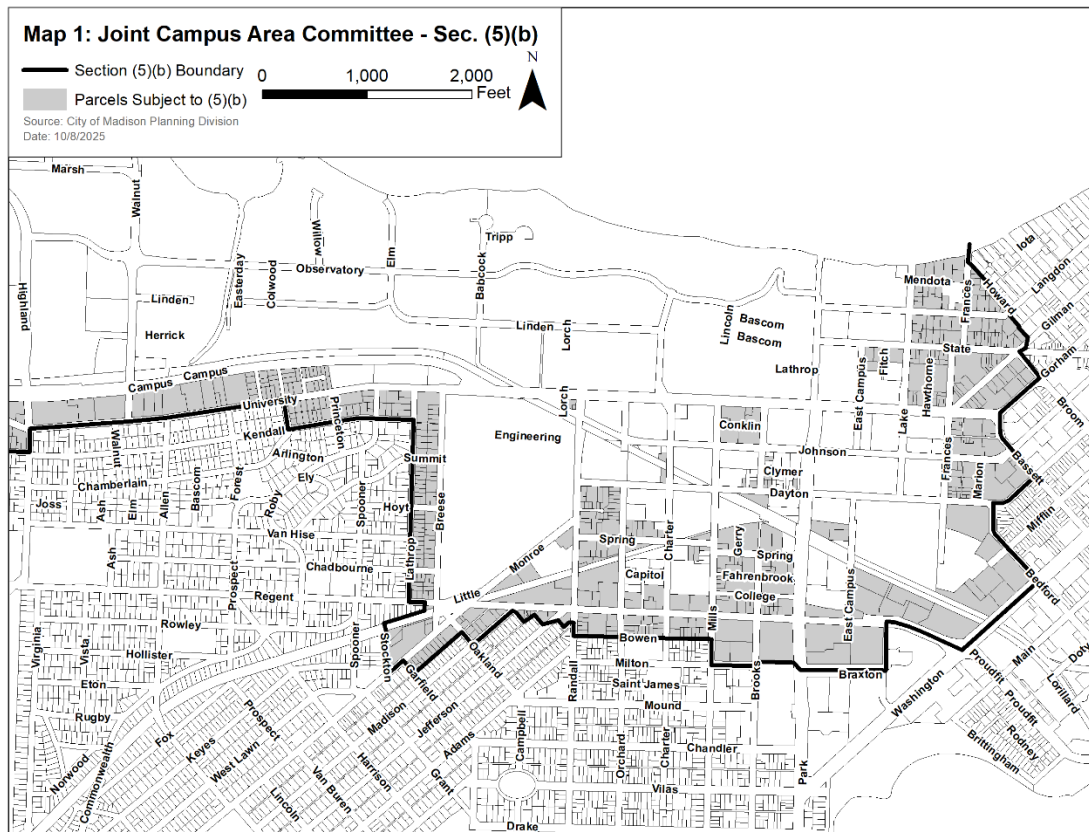 Map 1: Joint Campus Area Committee - Sec. (5)(b)
N
Section (5)(b) Boundary
0 1,000 2,000
Feet
Parcels Subject to (5)(b)
Source: City of Madison Planning Division
Date: 10/8/2025
Marsh
Walnut
Highland
Willow
Elm
Tripp
Babcock
Easterday
Colwood
Observatory
Linden
Herrick
Linden
Lorch
Lincoln
Bascom
Bascom
Mendota
Frances
Howard
Iota
Langdon
Gilman
Gorham
State
Fitch
Hawthorne
Lathrop
East Campus
Lake
Broom
Campus
Campus
University
Princeton
Kendall
Arlington
Walnut
Lorch
Engineering
Conklin
Johnson
Clymer
Dayton
Frances
Marion
Bassett
Mifflin
Summit
Breese
Ely
Roby
Forest
Bascom
Allen
Elm
Ash
Chamberlain
Joss
Spooner
Hoyt
Van Hise
Ash
Chadbourne
Prospect
Lathrop
Regent
Rowley
Monroe
Little
Spring
Charter
Capitol
Gerry
Spring
Fahrenbrook
College
Mills
East Campus
Bedford
Virginia
Vista
Hollister
Eton
Rugby
Norwood
Commonwealth
Spooner
Stockton
Garfield
Oakland
Bowen
Milton
Saint James
Mound
Randall
Brooks
Braxton
Washington
Proudfit
Main
Doty
Lorillard
Proudfit
Rodney
Brittingham
Fox
Keyes
Prospect
West Lawn
Madison
Jefferson
Adams
Harrison
Van Buren
Lincoln
Grant
Campbell
Orchard
Charter
Chandler
Vilas
Park
Drake